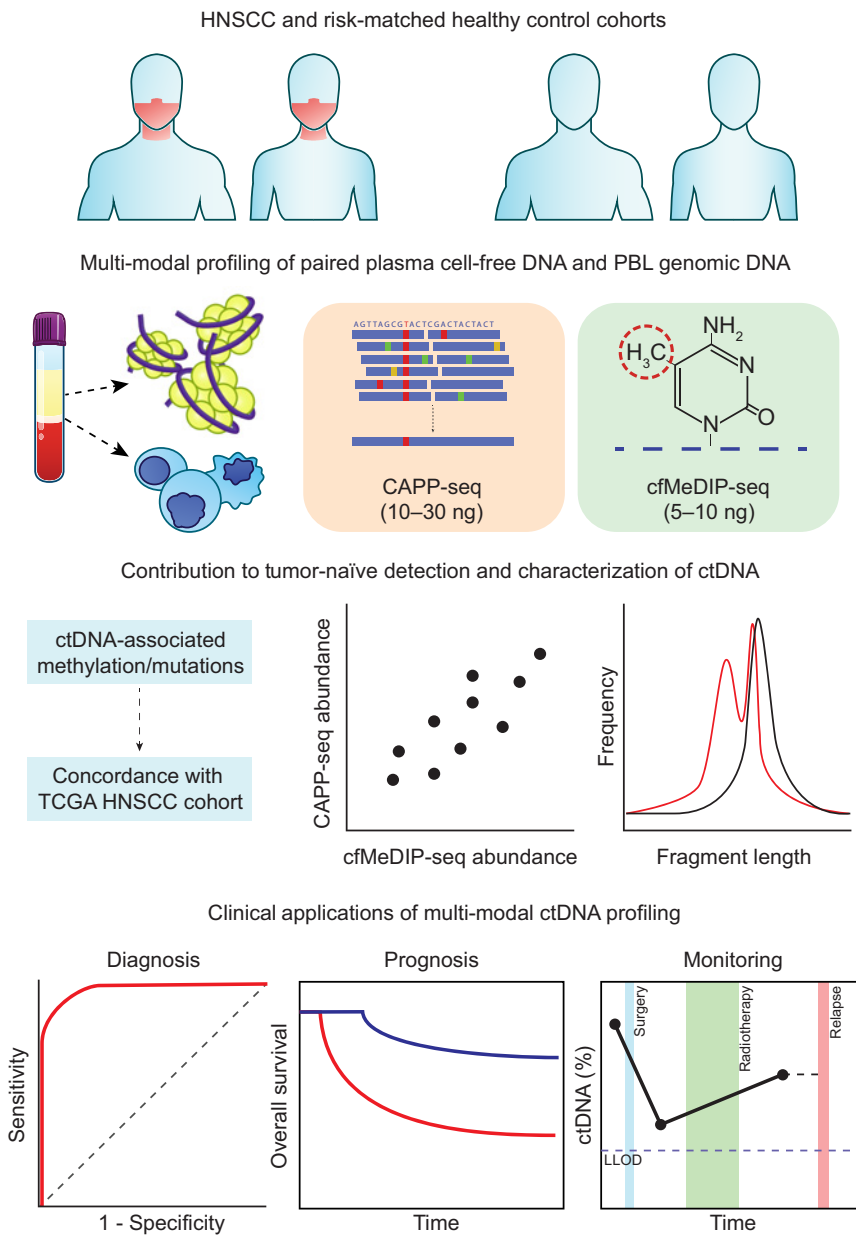 HNSCC and risk-matched healthy control cohorts
Multi-modal profiling of paired plasma cell-free DNA and PBL genomic DNA
AGTTAGCGTACTCGACTACTACT
CAPP-seq
(10–30 ng)
NH2
H3C
N
N
O
cfMeDIP-seq
(5–10 ng)
Contribution to tumor-naïve detection and characterization of ctDNA
ctDNA-associated
methylation/mutations
Concordance with
TCGA HNSCC cohort
CAPP-seq abundance
cfMeDIP-seq abundance
Frequency
Fragment length
Clinical applications of multi-modal ctDNA profiling
Diagnosis
Sensitivity
1 - Specificity
Prognosis
Overall survival
Time
Monitoring
ctDNA (%)
Surgery
Radiotherapy
Relapse
LLOD
Time